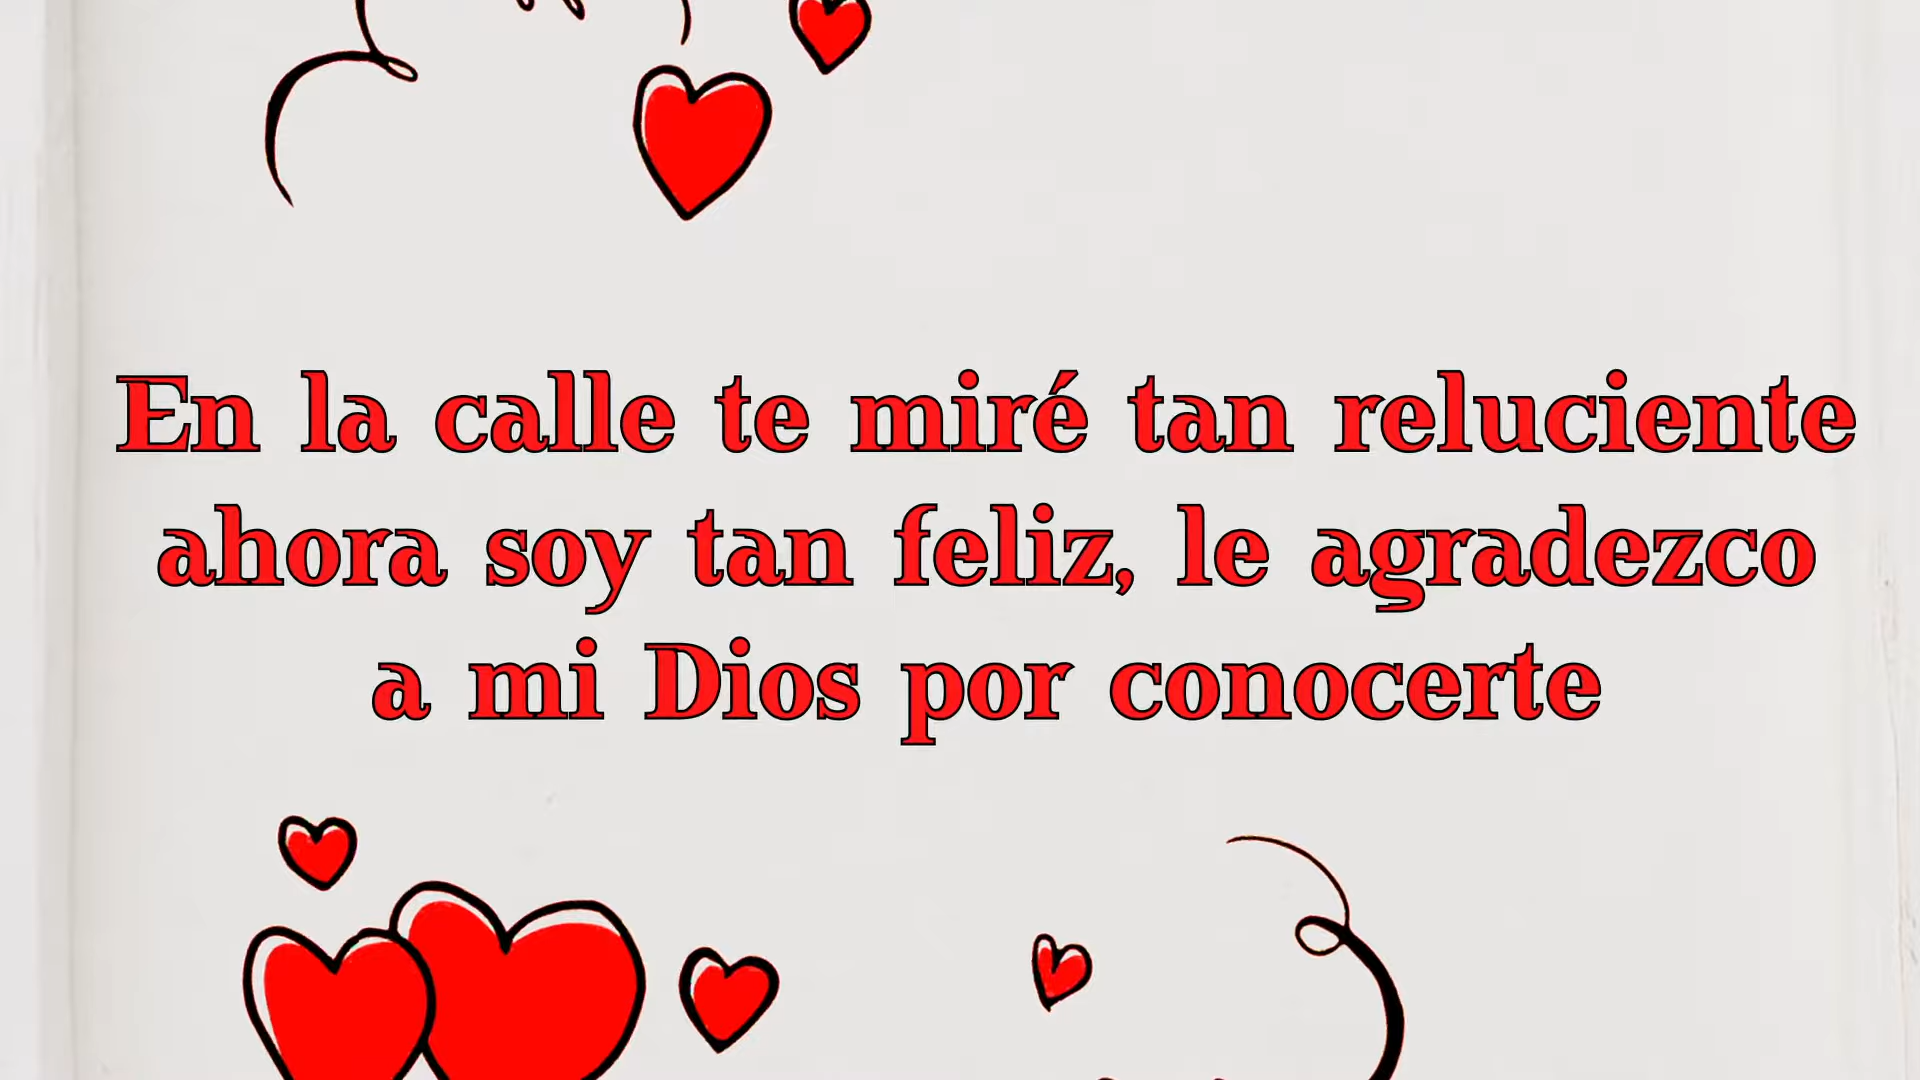 En la calle te miré tan reluciente
ahora soy tan feliz, le agradezco
a mi Dios por conocerte